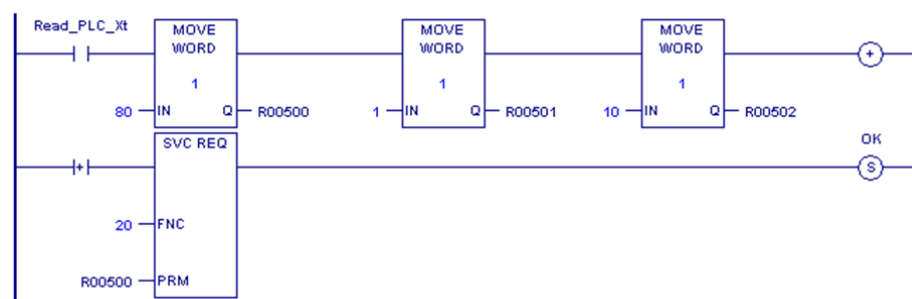 Read_PLC_Xt
MOVE WORD
1
80 IN Q R00500
MOVE WORD
1
1 IN Q R00501
MOVE WORD
1
10 IN Q R00502
+
+
SVC REQ
20 FNC
R00500 PRM
OK
S